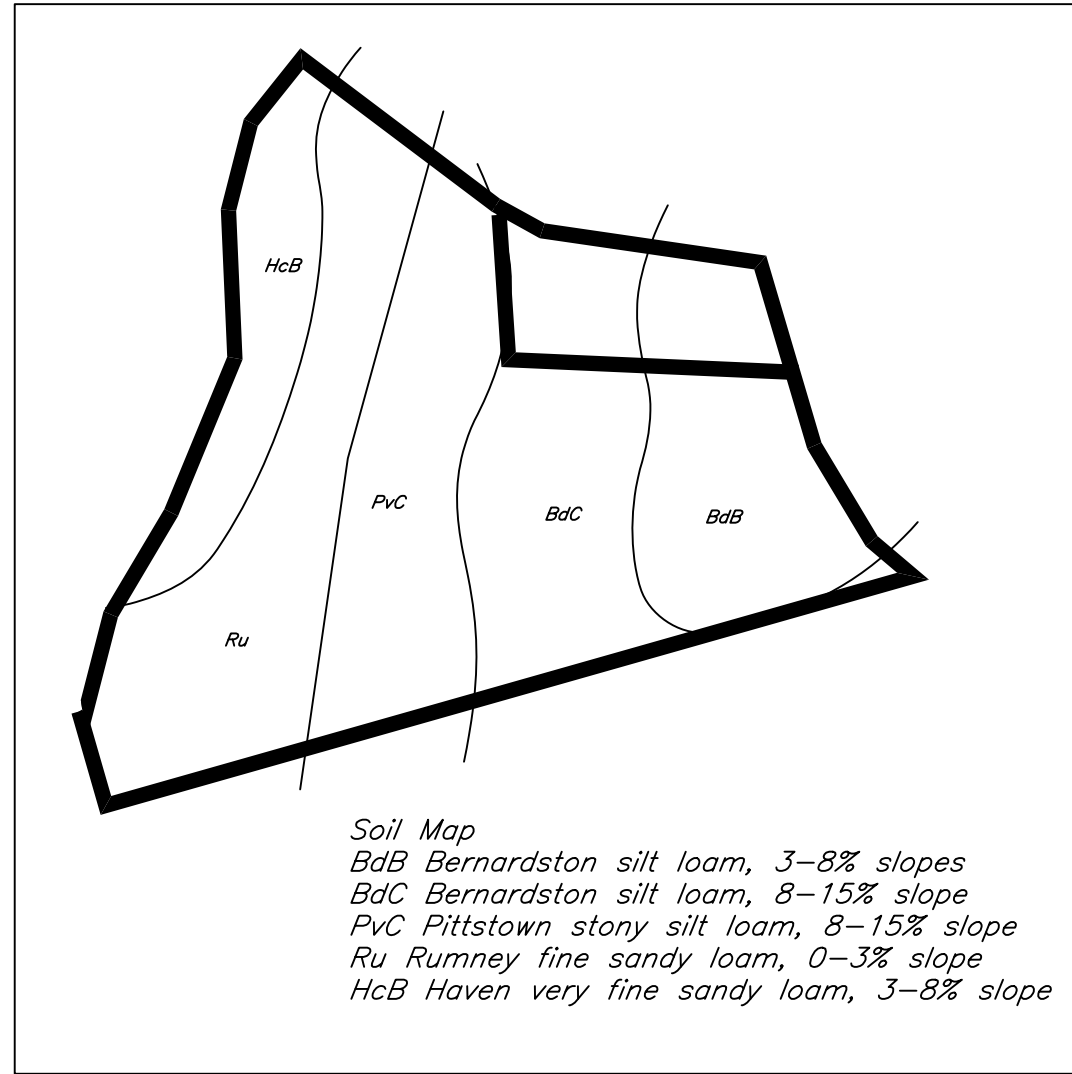 HcB
PvC
BdC
BdB
Ru
Soil Map
BdB Bernardston silt loam, 3-8% slopes
BdC Bernardston silt loam, 8-15% slope
PvC Pittstown stony silt loam, 8-15% slope
Ru Rumney fine sandy loam, 0-3% slope
HcB Haven very fine sandy loam, 3-8% slope